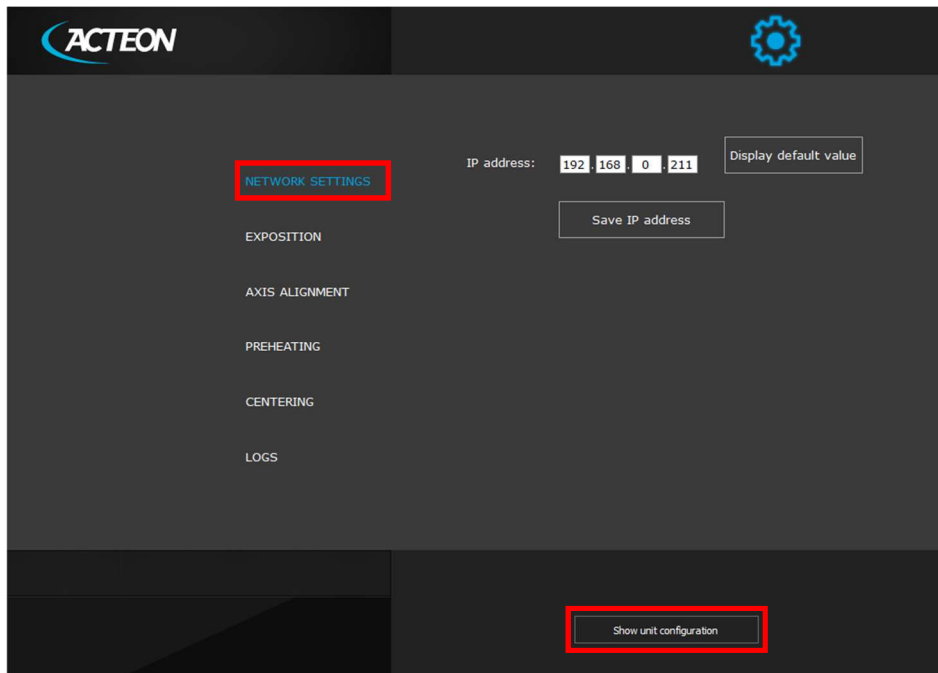 ACTEON
NETWORK SETTINGS
EXPOSITION
AXIS ALIGNMENT
PREHEATING
CENTERING
LOGS
IP address: 192 . 168 . 0 . 211
Display default value
Save IP address
Show unit configuration